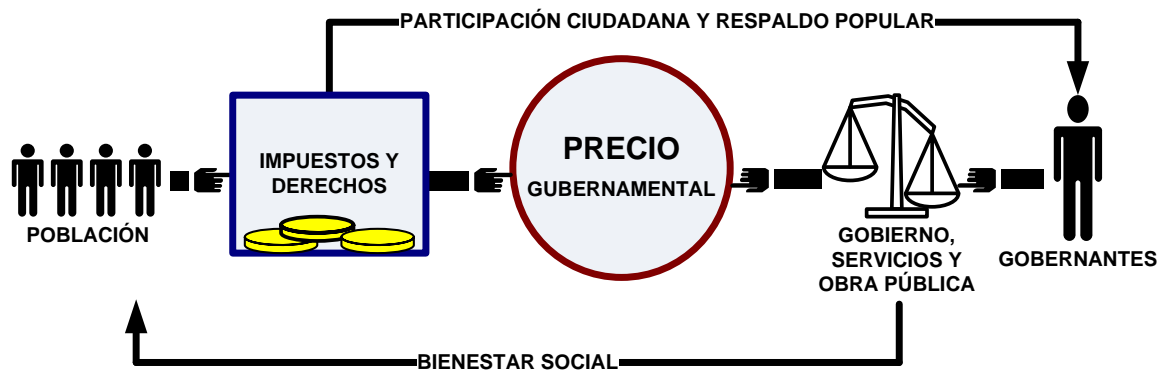 PARTICIPACIÓN CIUDADANA Y RESPALDO POPULAR
IMPUESTOS Y
DERECHOS
PRECIO
GUBERNAMENTAL
POBLACIÓN
GOBIERNO,
SERVICIOS Y
OBRA PÚBLICA
GOBERNANTES
BIENESTAR SOCIAL